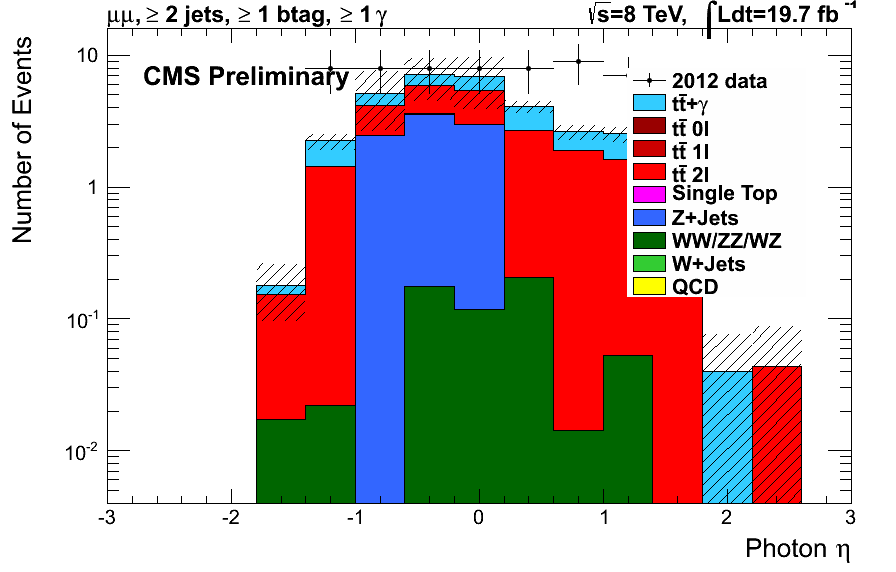 μμ, ≥ 2 jets, ≥ 1 btag, ≥ 1 γ
√s=8 TeV, ∫Ldt=19.7 fb⁻¹
CMS Preliminary
Number of Events
10
1
10⁻¹
10⁻²
2012 data
tt̄+γ
tt̄ 0l
tt̄ 1l
tt̄ 2l
Single Top
Z+Jets
WW/ZZ/WZ
W+Jets
QCD
-3 -2 -1 0 1 2 3
Photon η